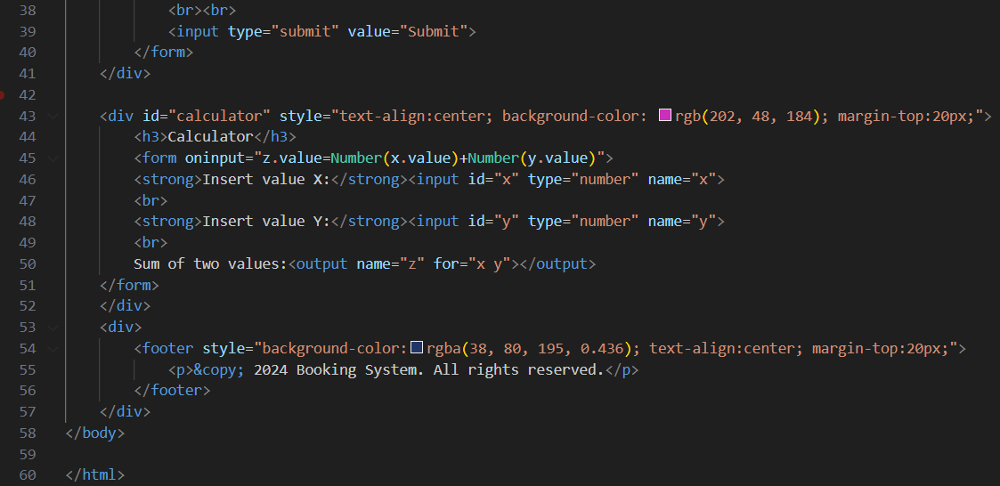 38 <br><br>
39 <input type="submit" value="Submit">
40 </form>
41 </div>
42
43 <div id="calculator" style="text-align:center; background-color: rgb(202, 48, 184); margin-top:20px;">
44 <h3>Calculator</h3>
45 <form oninput="z.value=Number(x.value)+Number(y.value)">
46 <strong>Insert value X:</strong><input id="x" type="number" name="x">
47 <br>
48 <strong>Insert value Y:</strong><input id="y" type="number" name="y">
49 <br>
50 Sum of two values:<output name="z" for="x y"></output>
51 </form>
52 </div>
53 <div>
54 <footer style="background-color:rgba(38, 80, 195, 0.436); text-align:center; margin-top:20px;">
55 <p>&copy; 2024 Booking System. All rights reserved.</p>
56 </footer>
57 </div>
58 </body>
59
60 </html>